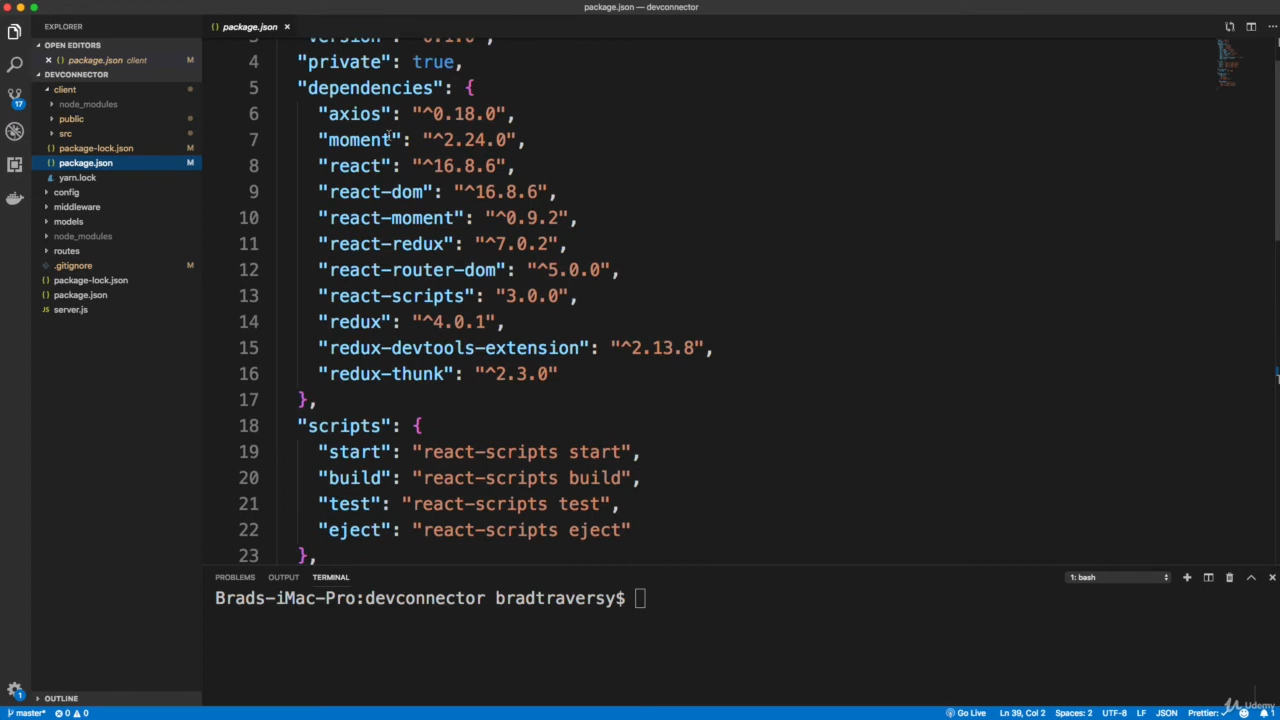 package.json — devconnector
EXPLORER
OPEN EDITORS
package.json client M
DEVCONNECTOR
client
node_modules
public
src
package-lock.json M
package.json M
yarn.lock
config
middleware
models
node_modules
routes
.gitignore M
package-lock.json
package.json
server.js
OUTLINE
17
1
package.json
4 "private": true,
5 "dependencies": {
6 "axios": "^0.18.0",
7 "moment": "^2.24.0",
8 "react": "^16.8.6",
9 "react-dom": "^16.8.6",
10 "react-moment": "^0.9.2",
11 "react-redux": "^7.0.2",
12 "react-router-dom": "^5.0.0",
13 "react-scripts": "3.0.0",
14 "redux": "^4.0.1",
15 "redux-devtools-extension": "^2.13.8",
16 "redux-thunk": "^2.3.0"
17 },
18 "scripts": {
19 "start": "react-scripts start",
20 "build": "react-scripts build",
21 "test": "react-scripts test",
22 "eject": "react-scripts eject"
23 },
PROBLEMS OUTPUT TERMINAL 1: bash
Brads-iMac-Pro:devconnector bradtraversy$
master* 0 0 Go Live Ln 39, Col 2 Spaces: 2 UTF-8 LF JSON Prettier: ✓ 1
Udemy